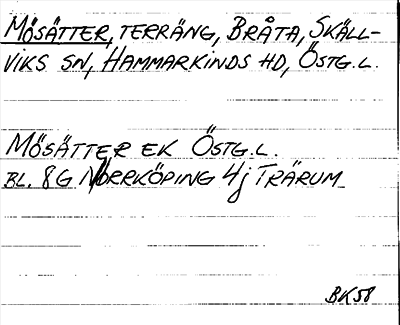 MÖSÄTTER, TERRÄNG, BRÅTA, SKÄLL-
VIKS SN, HAMMARKINDS HD, ÖSTG.L.
MÖSÄTTER EK ÖSTG.L.
BL. 8G NORRKÖPING 4j TRÄRUM
BK58